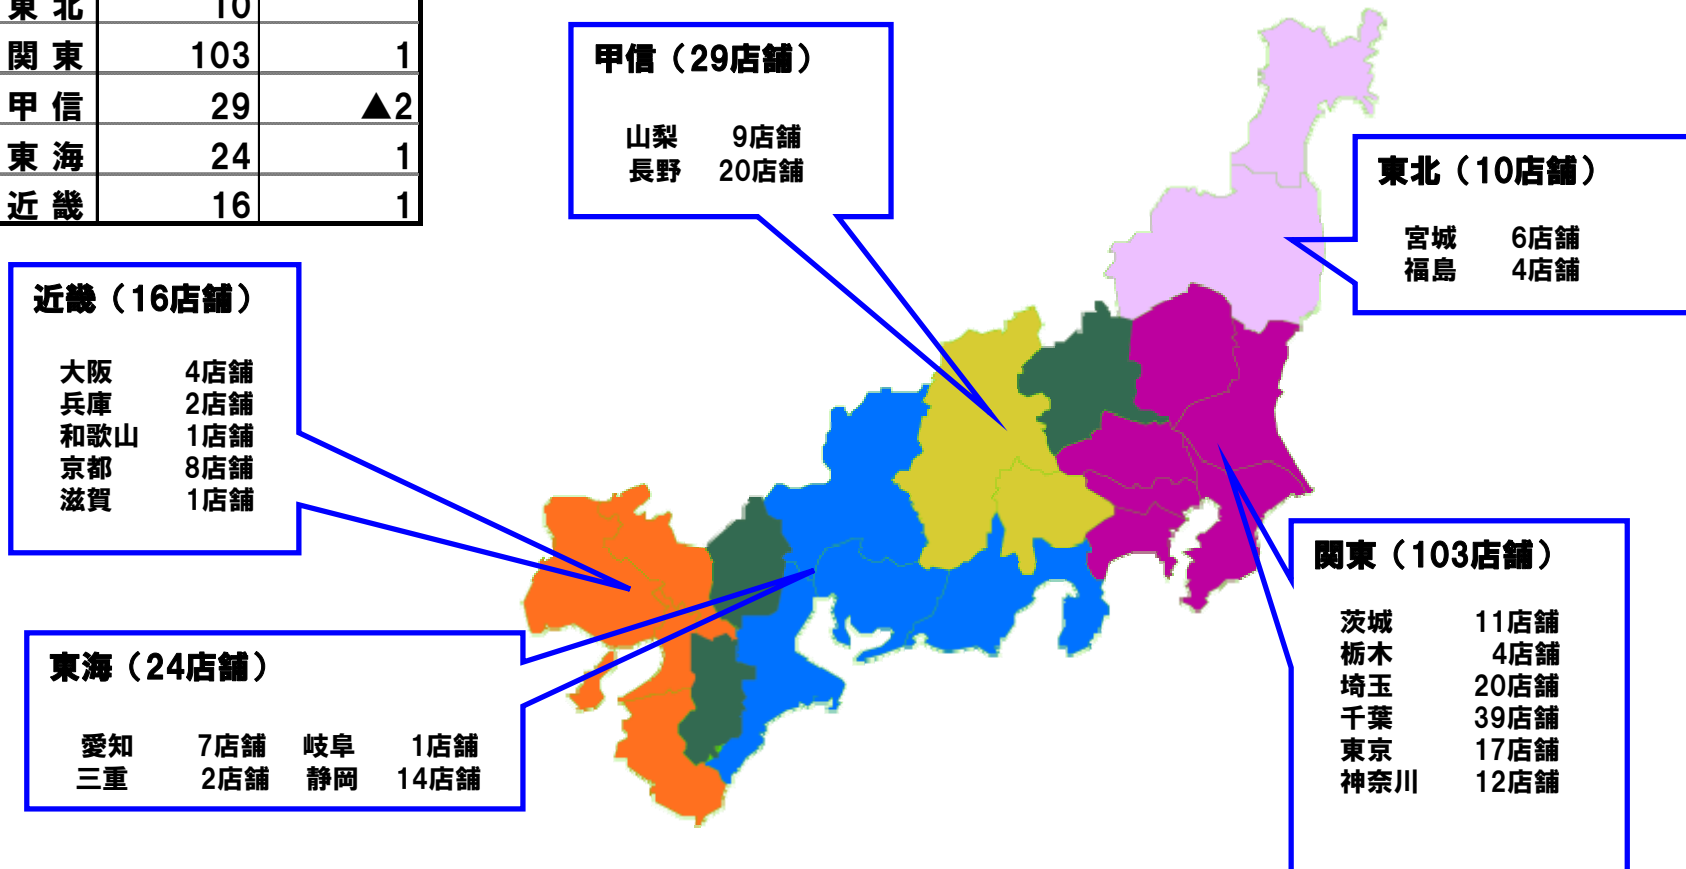 東北 10
関東 103 1
甲信 29 ▲2
東海 24 1
近畿 16 1
甲信（29店舗）
山梨 9店舗
長野 20店舗
東北（10店舗）
宮城 6店舗
福島 4店舗
近畿（16店舗）
大阪 4店舗
兵庫 2店舗
和歌山 1店舗
京都 8店舗
滋賀 1店舗
東海（24店舗）
愛知 7店舗 岐阜 1店舗
三重 2店舗 静岡 14店舗
関東（103店舗）
茨城 11店舗
栃木 4店舗
埼玉 20店舗
千葉 39店舗
東京 17店舗
神奈川 12店舗